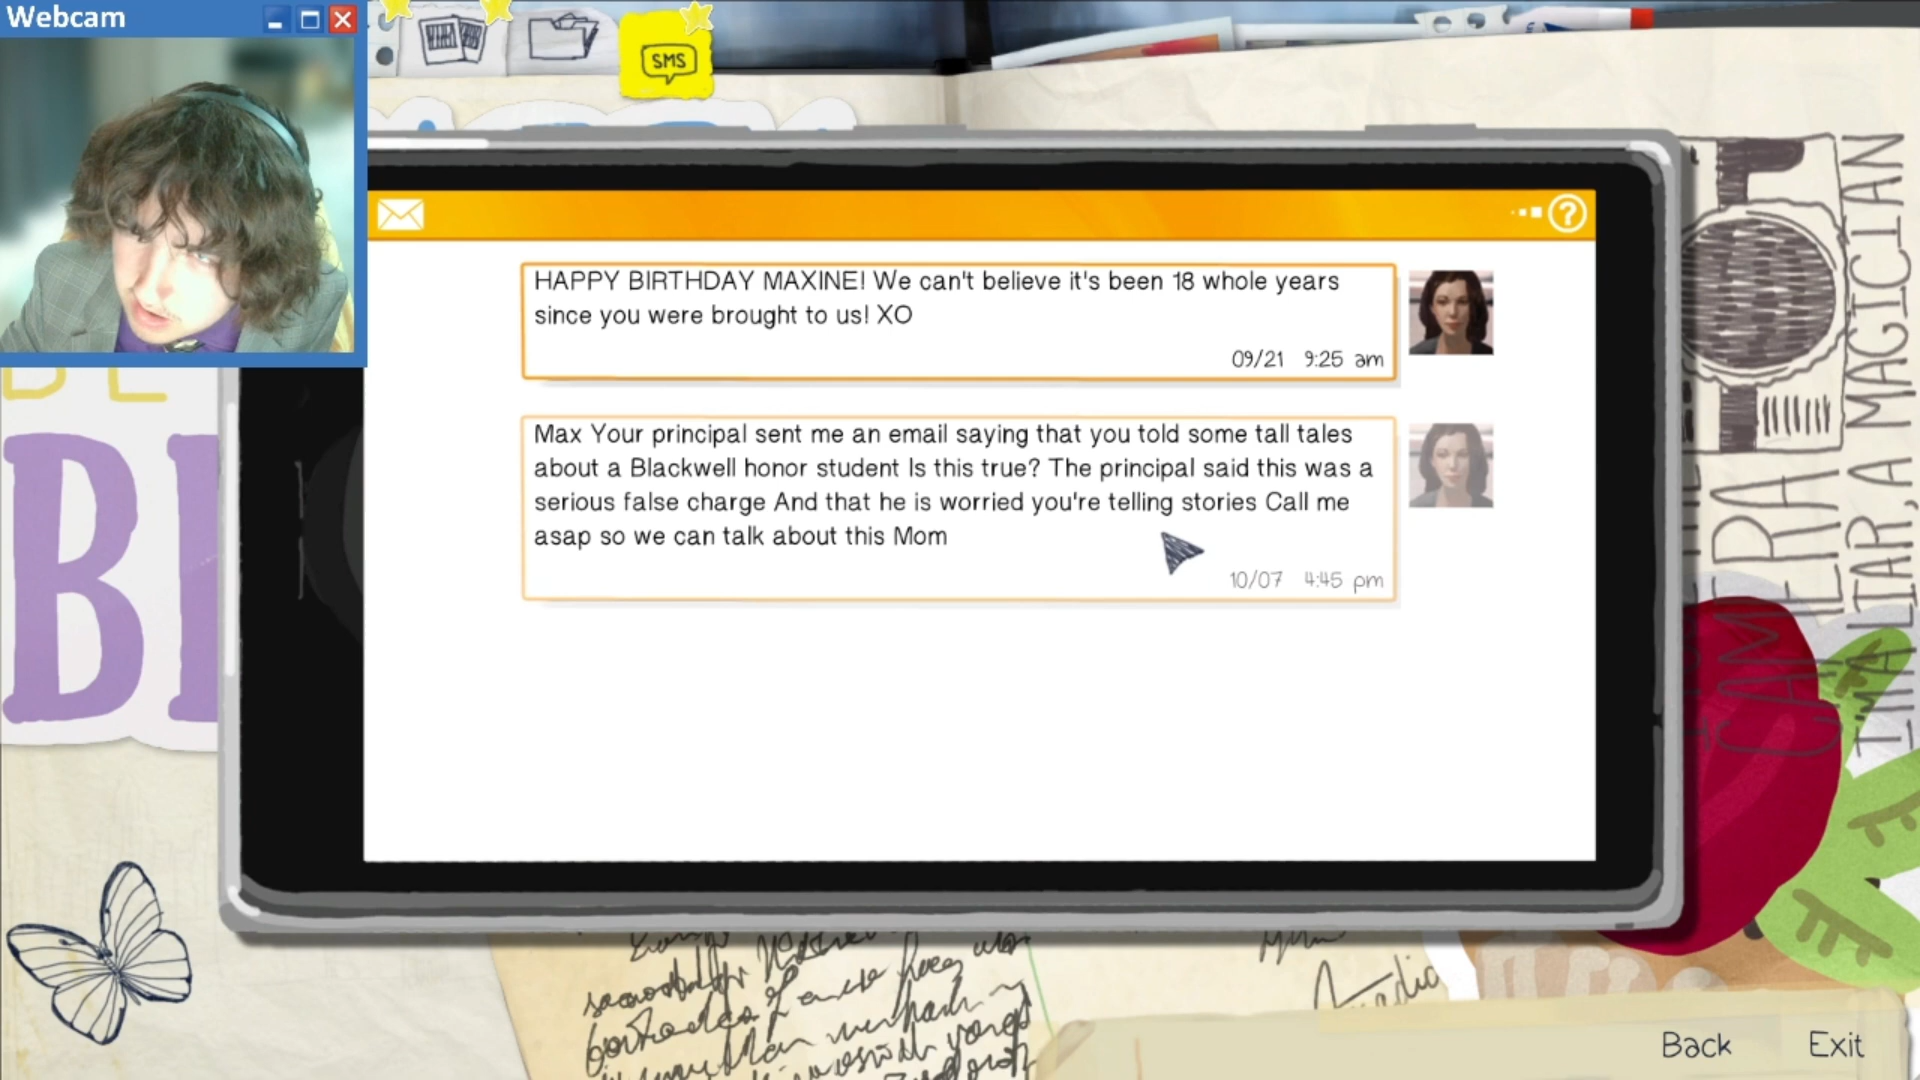 Webcam
SMS
HAPPY BIRTHDAY MAXINE! We can't believe it's been 18 whole years
since you were brought to us! XO
09/21 9:25 am
Max Your principal sent me an email saying that you told some tall tales
about a Blackwell honor student Is this true? The principal said this was a
serious false charge And that he is worried you're telling stories Call me
asap so we can talk about this Mom
10/07 4:45 pm
CAMERA
I'M A LIAR, A MAGICIAN
Back
Exit